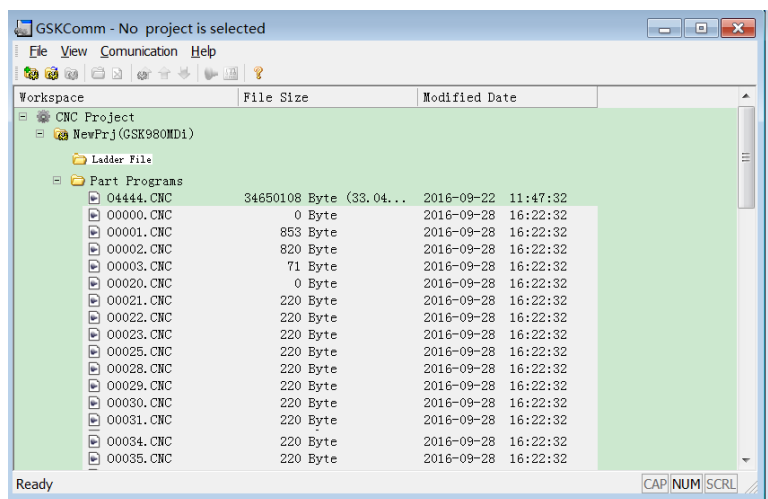 GSKComm - No project is selected
File View Comunication Help
Workspace File Size Modified Date
CNC Project
NewPrj(GSK980MDi)
Ladder File
Part Programs
O4444.CNC 34650108 Byte (33.04... 2016-09-22 11:47:32
O0000.CNC 0 Byte 2016-09-28 16:22:32
O0001.CNC 853 Byte 2016-09-28 16:22:32
O0002.CNC 820 Byte 2016-09-28 16:22:32
O0003.CNC 71 Byte 2016-09-28 16:22:32
O0020.CNC 0 Byte 2016-09-28 16:22:32
O0021.CNC 220 Byte 2016-09-28 16:22:32
O0022.CNC 220 Byte 2016-09-28 16:22:32
O0023.CNC 220 Byte 2016-09-28 16:22:32
O0025.CNC 220 Byte 2016-09-28 16:22:32
O0028.CNC 220 Byte 2016-09-28 16:22:32
O0029.CNC 220 Byte 2016-09-28 16:22:32
O0030.CNC 220 Byte 2016-09-28 16:22:32
O0031.CNC 220 Byte 2016-09-28 16:22:32
O0034.CNC 220 Byte 2016-09-28 16:22:32
O0035.CNC 220 Byte 2016-09-28 16:22:32
Ready CAP NUM SCRL